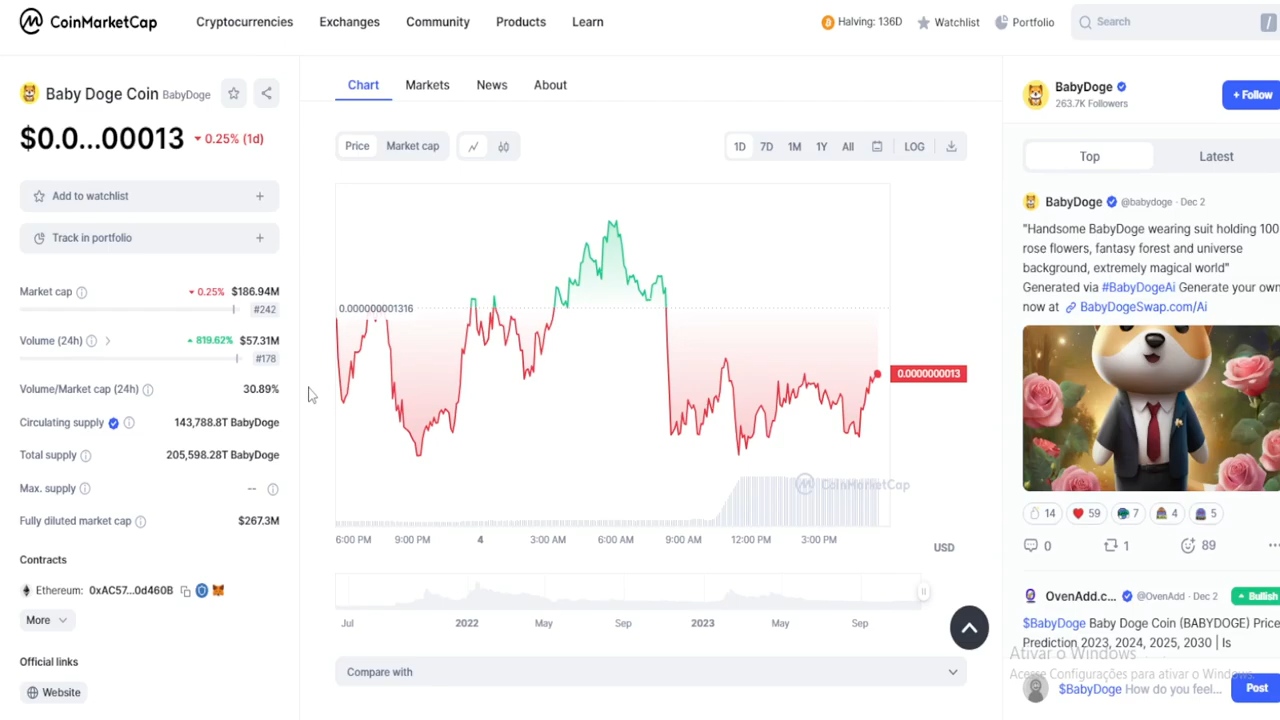 CoinMarketCap
Cryptocurrencies
Exchanges
Community
Products
Learn
Halving: 136D
Watchlist
Portfolio
Search
/
Baby Doge Coin BabyDoge
$0.0...00013 0.25% (1d)
Add to watchlist +
Track in portfolio +
Market cap 0.25% $186.94M
#242
Volume (24h) 819.62% $57.31M
#178
Volume/Market cap (24h) 30.89%
Circulating supply 143,788.8T BabyDoge
Total supply 205,598.28T BabyDoge
Max. supply --
Fully diluted market cap $267.3M
Contracts
Ethereum: 0xAC57...0d460B
More
Official links
Website
Chart
Markets
News
About
Price
Market cap
1D
7D
1M
1Y
All
LOG
0.000000001316
0.0000000013
CoinMarketCap
6:00 PM 9:00 PM 4 3:00 AM 6:00 AM 9:00 AM 12:00 PM 3:00 PM
USD
Jul 2022 May Sep 2023 May Sep
Compare with
BabyDoge
263.7K Followers
+ Follow
Top
Latest
BabyDoge @babydoge · Dec 2
"Handsome BabyDoge wearing suit holding 100
rose flowers, fantasy forest and universe
background, extremely magical world"
Generated via #BabyDogeAi Generate your own
now at BabyDogeSwap.com/Ai
14 59 7 4 5
0 1 89 ...
OvenAdd.c... @OvenAdd · Dec 2 Bullish
$BabyDoge Baby Doge Coin (BABYDOGE) Price
Prediction 2023, 2024, 2025, 2030 | Is
Ativar o Windows
Acesse Configurações para ativar o Windows.
$BabyDoge How do you feel... Post